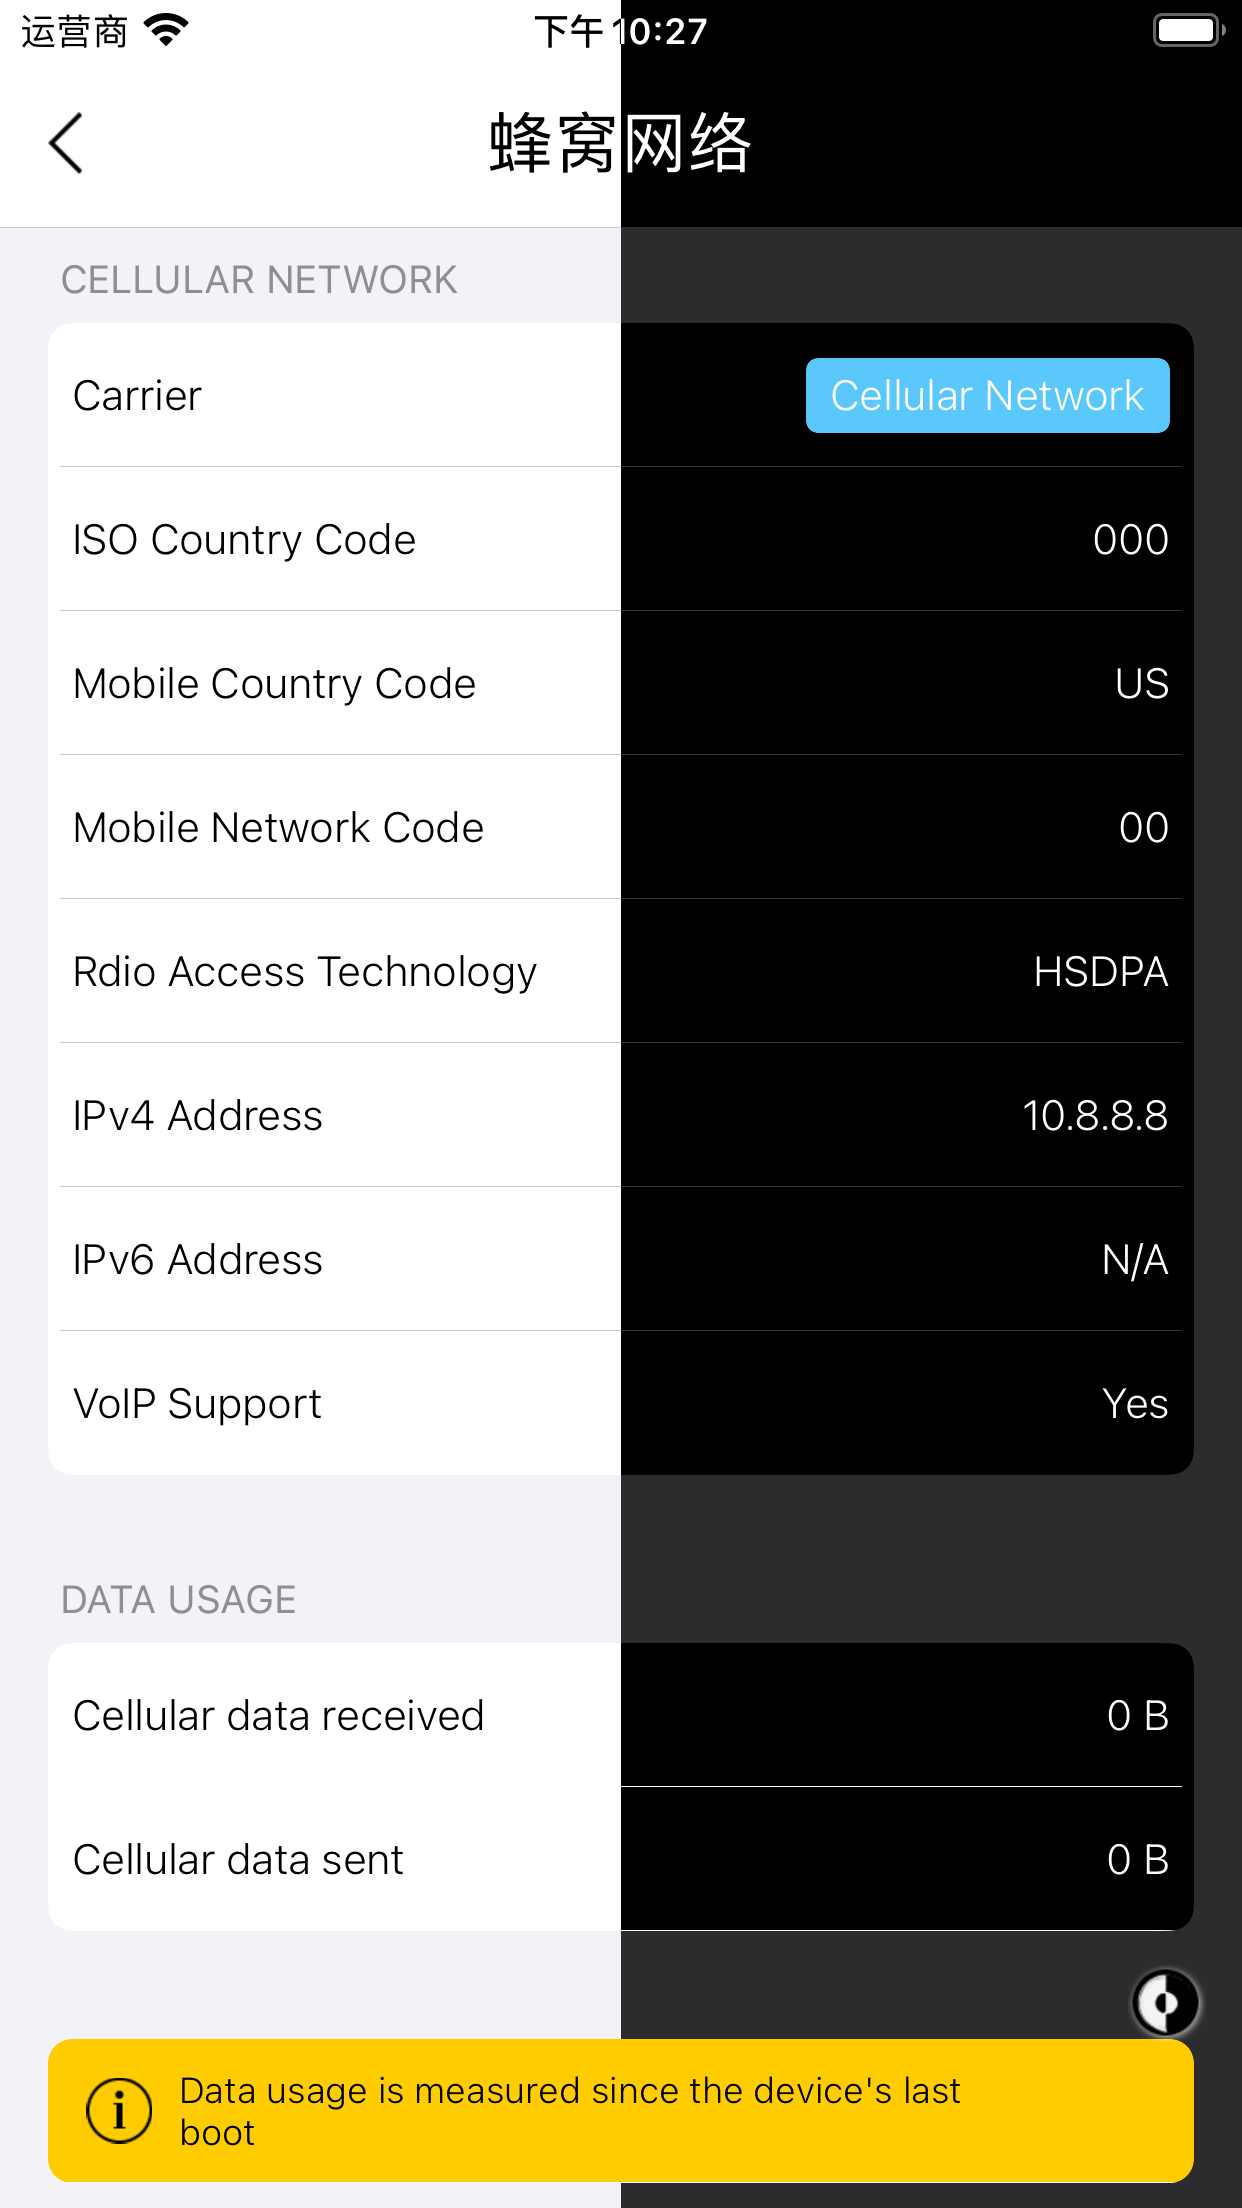 运营商
下午10:27
蜂窝网络
CELLULAR NETWORK
Carrier Cellular Network
ISO Country Code 000
Mobile Country Code US
Mobile Network Code 00
Rdio Access Technology HSDPA
IPv4 Address 10.8.8.8
IPv6 Address N/A
VoIP Support Yes
DATA USAGE
Cellular data received 0 B
Cellular data sent 0 B
Data usage is measured since the device's last
boot